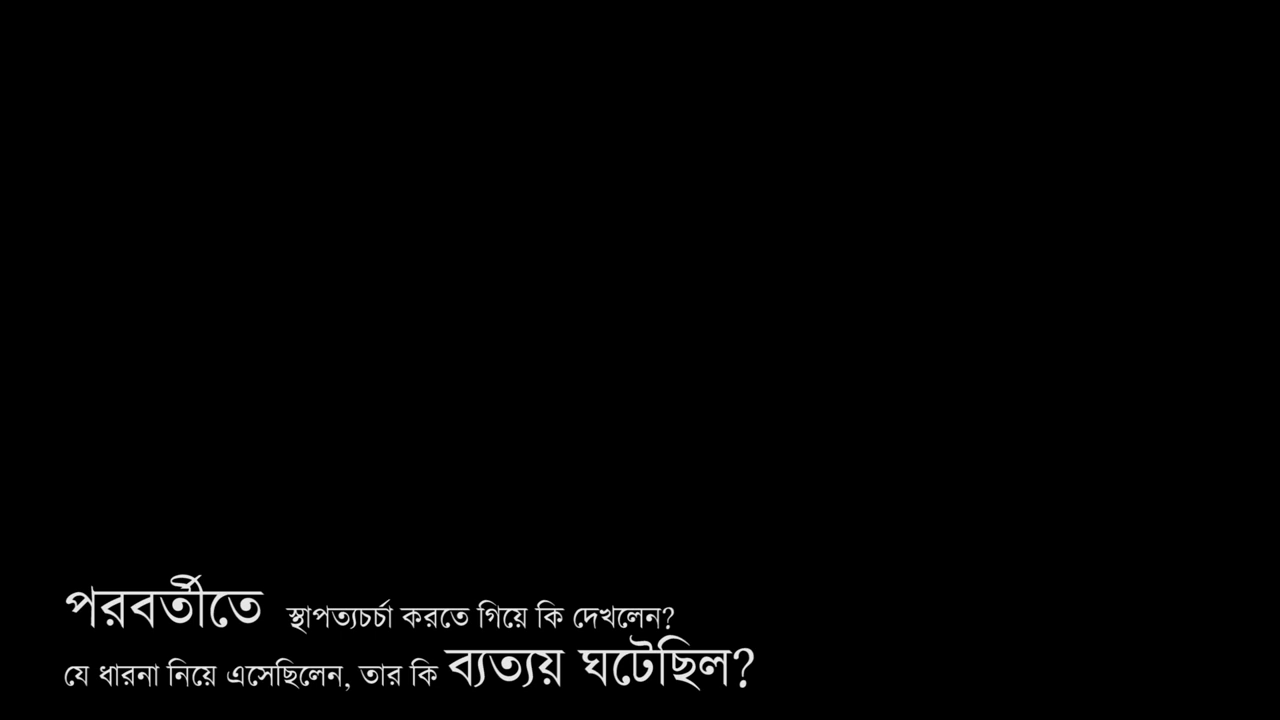 পরবর্তীতে স্থাপত্যচর্চা করতে গিয়ে কি দেখলেন?
যে ধারনা নিয়ে এসেছিলেন, তার কি ব্যত্যয় ঘটেছিল?